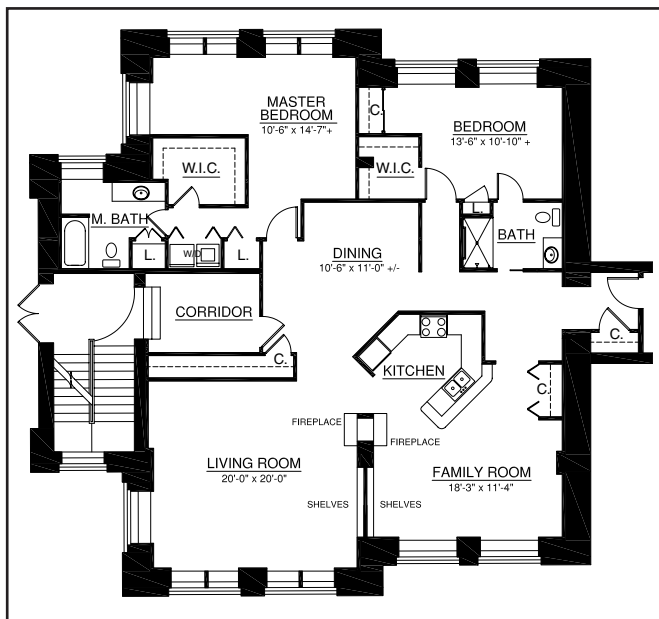 MASTER
BEDROOM
10'-6" x 14'-7"+
C.
BEDROOM
13'-6" x 10'-10" +
W.I.C.
W.I.C.
M. BATH
L.
W/D
L.
L.
BATH
DINING
10'-6" x 11'-0" +/-
CORRIDOR
C.
C.
KITCHEN
C.
FIREPLACE
FIREPLACE
LIVING ROOM
20'-0" x 20'-0"
FAMILY ROOM
18'-3" x 11'-4"
SHELVES
SHELVES